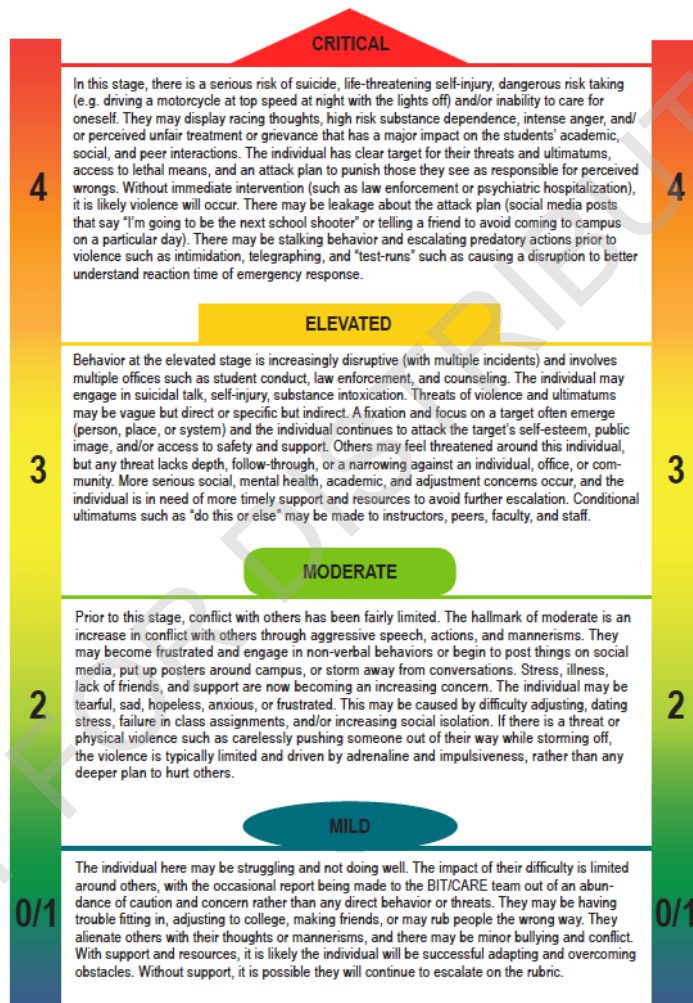 CRITICAL
In this stage, there is a serious risk of suicide, life-threatening self-injury, dangerous risk taking
(e.g. driving a motorcycle at top speed at night with the lights off) and/or inability to care for
oneself. They may display racing thoughts, high risk substance dependence, intense anger, and/
or perceived unfair treatment or grievance that has a major impact on the students' academic,
social, and peer interactions. The individual has clear target for their threats and ultimatums,
access to lethal means, and an attack plan to punish those they see as responsible for perceived
wrongs. Without immediate intervention (such as law enforcement or psychiatric hospitalization),
it is likely violence will occur. There may be leakage about the attack plan (social media posts
that say "I'm going to be the next school shooter" or telling a friend to avoid coming to campus
on a particular day). There may be stalking behavior and escalating predatory actions prior to
violence such as intimidation, telegraphing, and "test-runs" such as causing a disruption to better
understand reaction time of emergency response.
4
4
ELEVATED
Behavior at the elevated stage is increasingly disruptive (with multiple incidents) and involves
multiple offices such as student conduct, law enforcement, and counseling. The individual may
engage in suicidal talk, self-injury, substance intoxication. Threats of violence and ultimatums
may be vague but direct or specific but indirect. A fixation and focus on a target often emerge
(person, place, or system) and the individual continues to attack the target's self-esteem, public
image, and/or access to safety and support. Others may feel threatened around this individual,
but any threat lacks depth, follow-through, or a narrowing against an individual, office, or com-
munity. More serious social, mental health, academic, and adjustment concerns occur, and the
individual is in need of more timely support and resources to avoid further escalation. Conditional
ultimatums such as "do this or else" may be made to instructors, peers, faculty, and staff.
3
3
MODERATE
Prior to this stage, conflict with others has been fairly limited. The hallmark of moderate is an
increase in conflict with others through aggressive speech, actions, and mannerisms. They
may become frustrated and engage in non-verbal behaviors or begin to post things on social
media, put up posters around campus, or storm away from conversations. Stress, illness,
lack of friends, and support are now becoming an increasing concern. The individual may be
tearful, sad, hopeless, anxious, or frustrated. This may be caused by difficulty adjusting, dating
stress, failure in class assignments, and/or increasing social isolation. If there is a threat or
physical violence such as carelessly pushing someone out of their way while storming off,
the violence is typically limited and driven by adrenaline and impulsiveness, rather than any
deeper plan to hurt others.
2
2
MILD
The individual here may be struggling and not doing well. The impact of their difficulty is limited
around others, with the occasional report being made to the BIT/CARE team out of an abun-
dance of caution and concern rather than any direct behavior or threats. They may be having
trouble fitting in, adjusting to college, making friends, or may rub people the wrong way. They
alienate others with their thoughts or mannerisms, and there may be minor bullying and conflict.
With support and resources, it is likely the individual will be successful adapting and overcoming
obstacles. Without support, it is possible they will continue to escalate on the rubric.
0/1
0/1
FOR DISTRIBUT